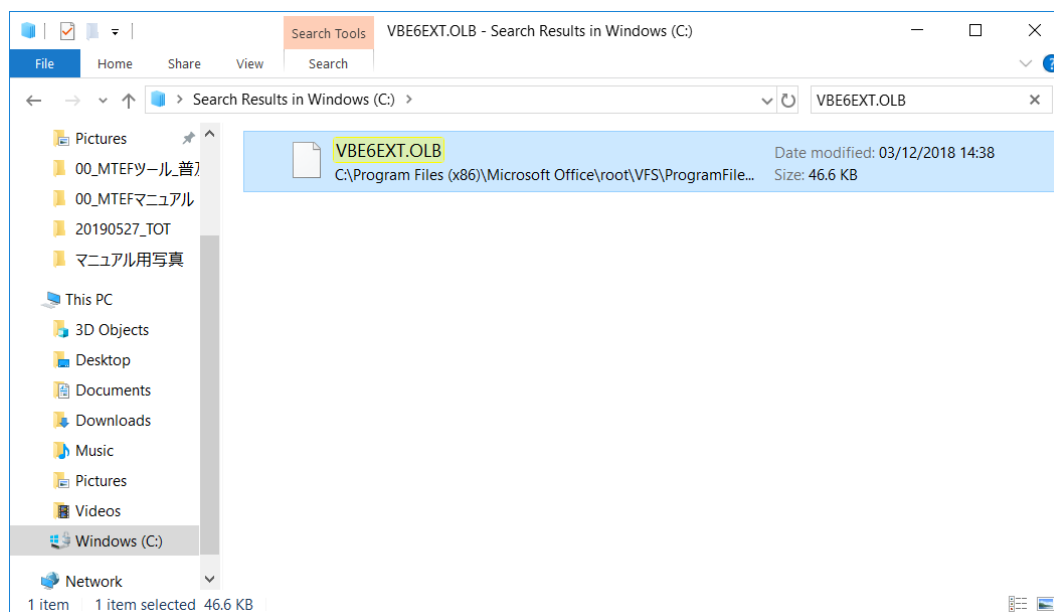 Search Tools
VBE6EXT.OLB - Search Results in Windows (C:)
File
Home
Share
View
Search
Search Results in Windows (C:)
VBE6EXT.OLB
Pictures
00_MTEFツール_普及
00_MTEFマニュアル
20190527_TOT
マニュアル用写真
This PC
3D Objects
Desktop
Documents
Downloads
Music
Pictures
Videos
Windows (C:)
Network
VBE6EXT.OLB
C:\Program Files (x86)\Microsoft Office\root\VFS\ProgramFile...
Date modified: 03/12/2018 14:38
Size: 46.6 KB
1 item
1 item selected 46.6 KB